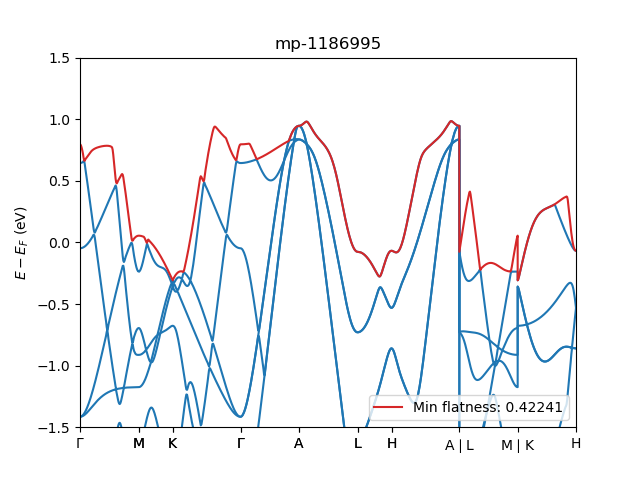 mp-1186995
E − E_F (eV)
1.5
1.0
0.5
0.0
−0.5
−1.0
−1.5
Min flatness: 0.42241
Γ M K Γ A L H A | L M | K H